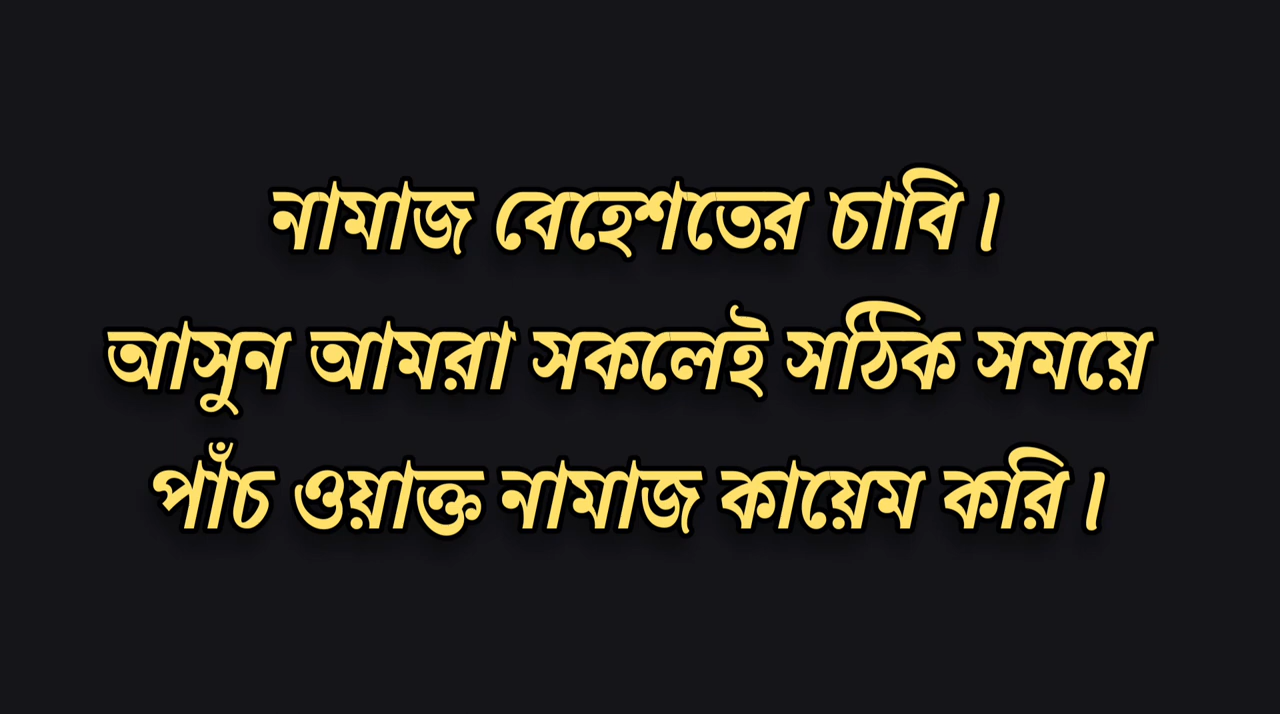 নামাজ বেহেশতের চাবি।
আসুন আমরা সকলেই সঠিক সময়ে
পাঁচ ওয়াক্ত নামাজ কায়েম করি।